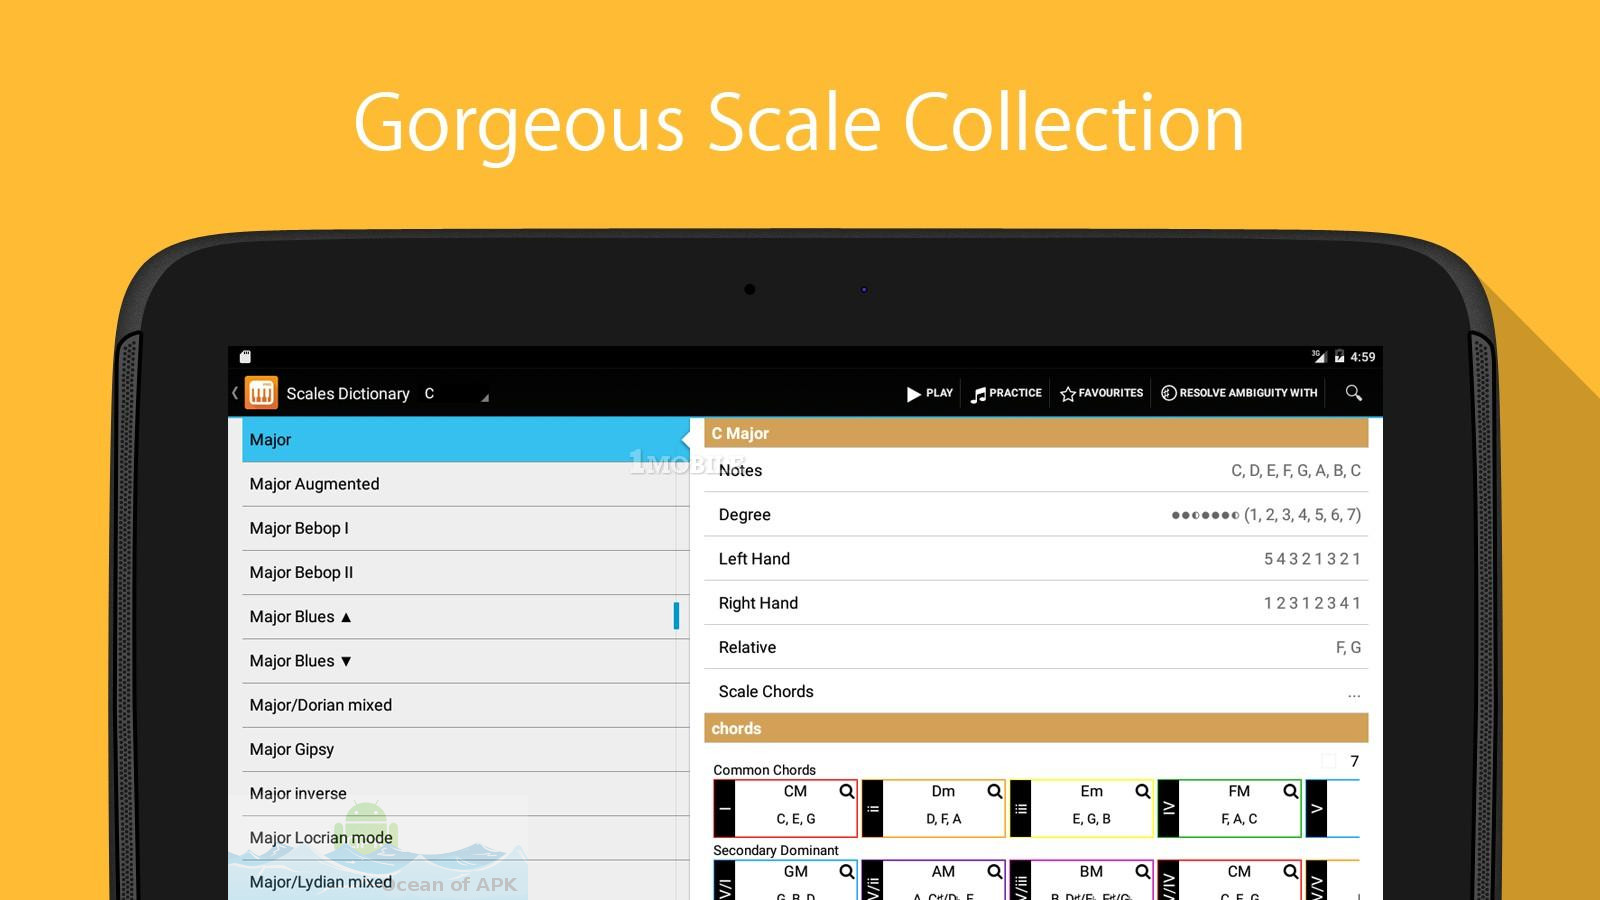 Gorgeous Scale Collection
3G 4:59
Scales Dictionary C PLAY PRACTICE FAVOURITES RESOLVE AMBIGUITY WITH
Major
Major Augmented
Major Bebop I
Major Bebop II
Major Blues ▲
Major Blues ▼
Major/Dorian mixed
Major Gipsy
Major inverse
Major Locrian mode
Major/Lydian mixed
1MOBILE
Ocean of APK
C Major
Notes C, D, E, F, G, A, B, C
Degree ●●◐●●●◐ (1, 2, 3, 4, 5, 6, 7)
Left Hand 5 4 3 2 1 3 2 1
Right Hand 1 2 3 1 2 3 4 1
Relative F, G
Scale Chords ...
chords
7
Common Chords
I CM C, E, G
ii Dm D, F, A
iii Em E, G, B
IV FM F, A, C
V
Secondary Dominant
V/I GM G, B, D
V/ii AM A, C#/D♭, E
V/iii BM B, D#/E♭, F#/G♭
V/IV CM C, E, G
V/V